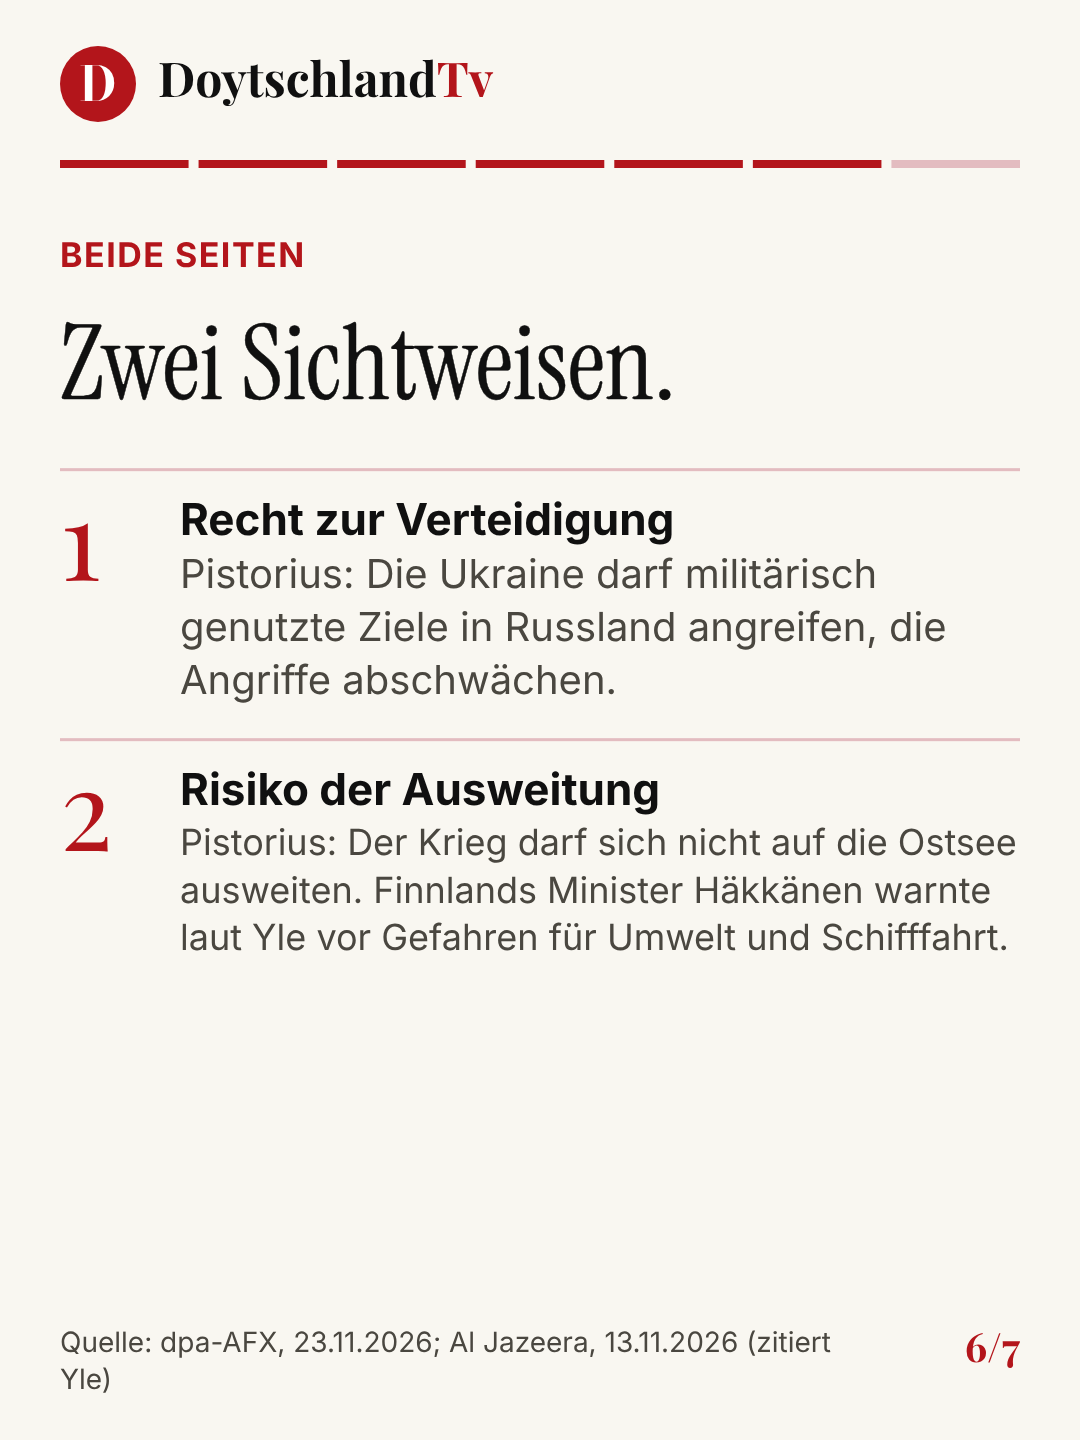 D DoytschlandTv
BEIDE SEITEN
Zwei Sichtweisen.
1
Recht zur Verteidigung
Pistorius: Die Ukraine darf militärisch
genutzte Ziele in Russland angreifen, die
Angriffe abschwächen.
2
Risiko der Ausweitung
Pistorius: Der Krieg darf sich nicht auf die Ostsee
ausweiten. Finnlands Minister Häkkänen warnte
laut Yle vor Gefahren für Umwelt und Schifffahrt.
Quelle: dpa-AFX, 23.11.2026; Al Jazeera, 13.11.2026 (zitiert
Yle)
6/7